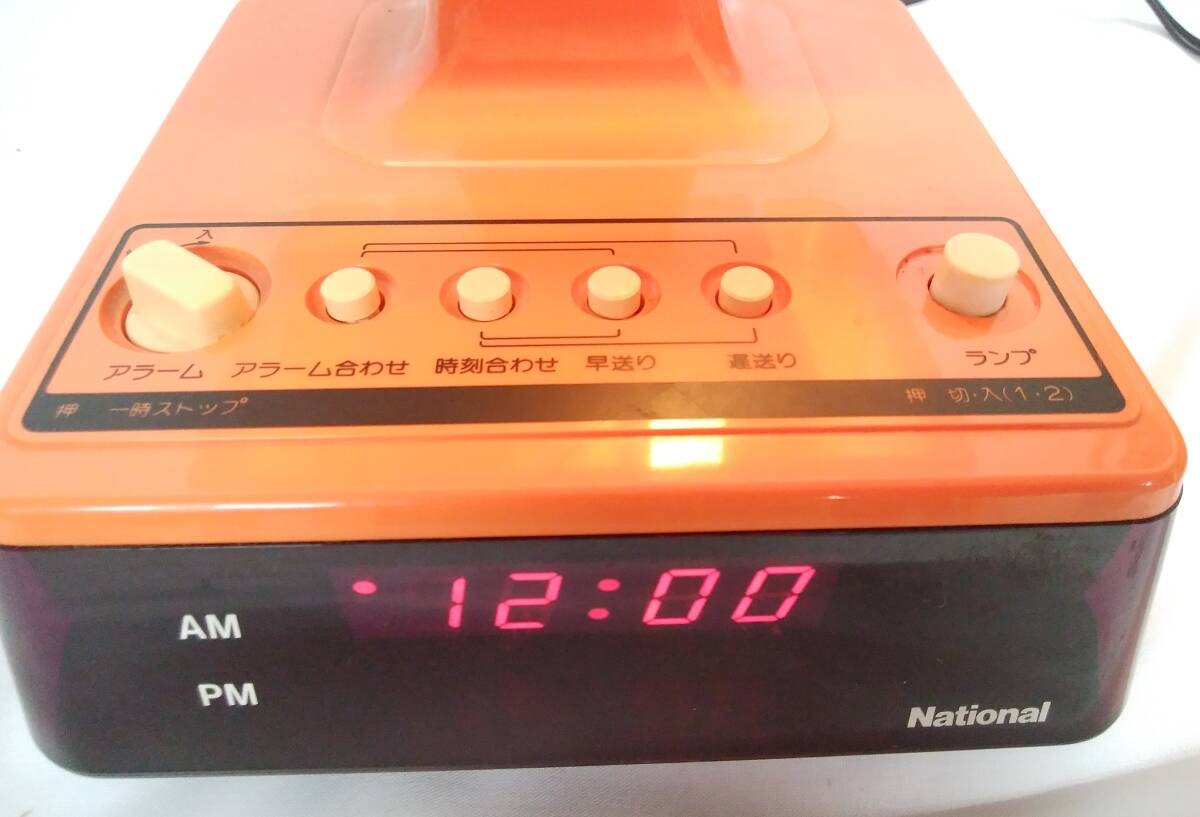 入
アラーム アラーム合わせ 時刻合わせ 早送り 遅送り ランプ
押 一時ストップ 押 切・入(1・2)
12:00
AM
PM
National